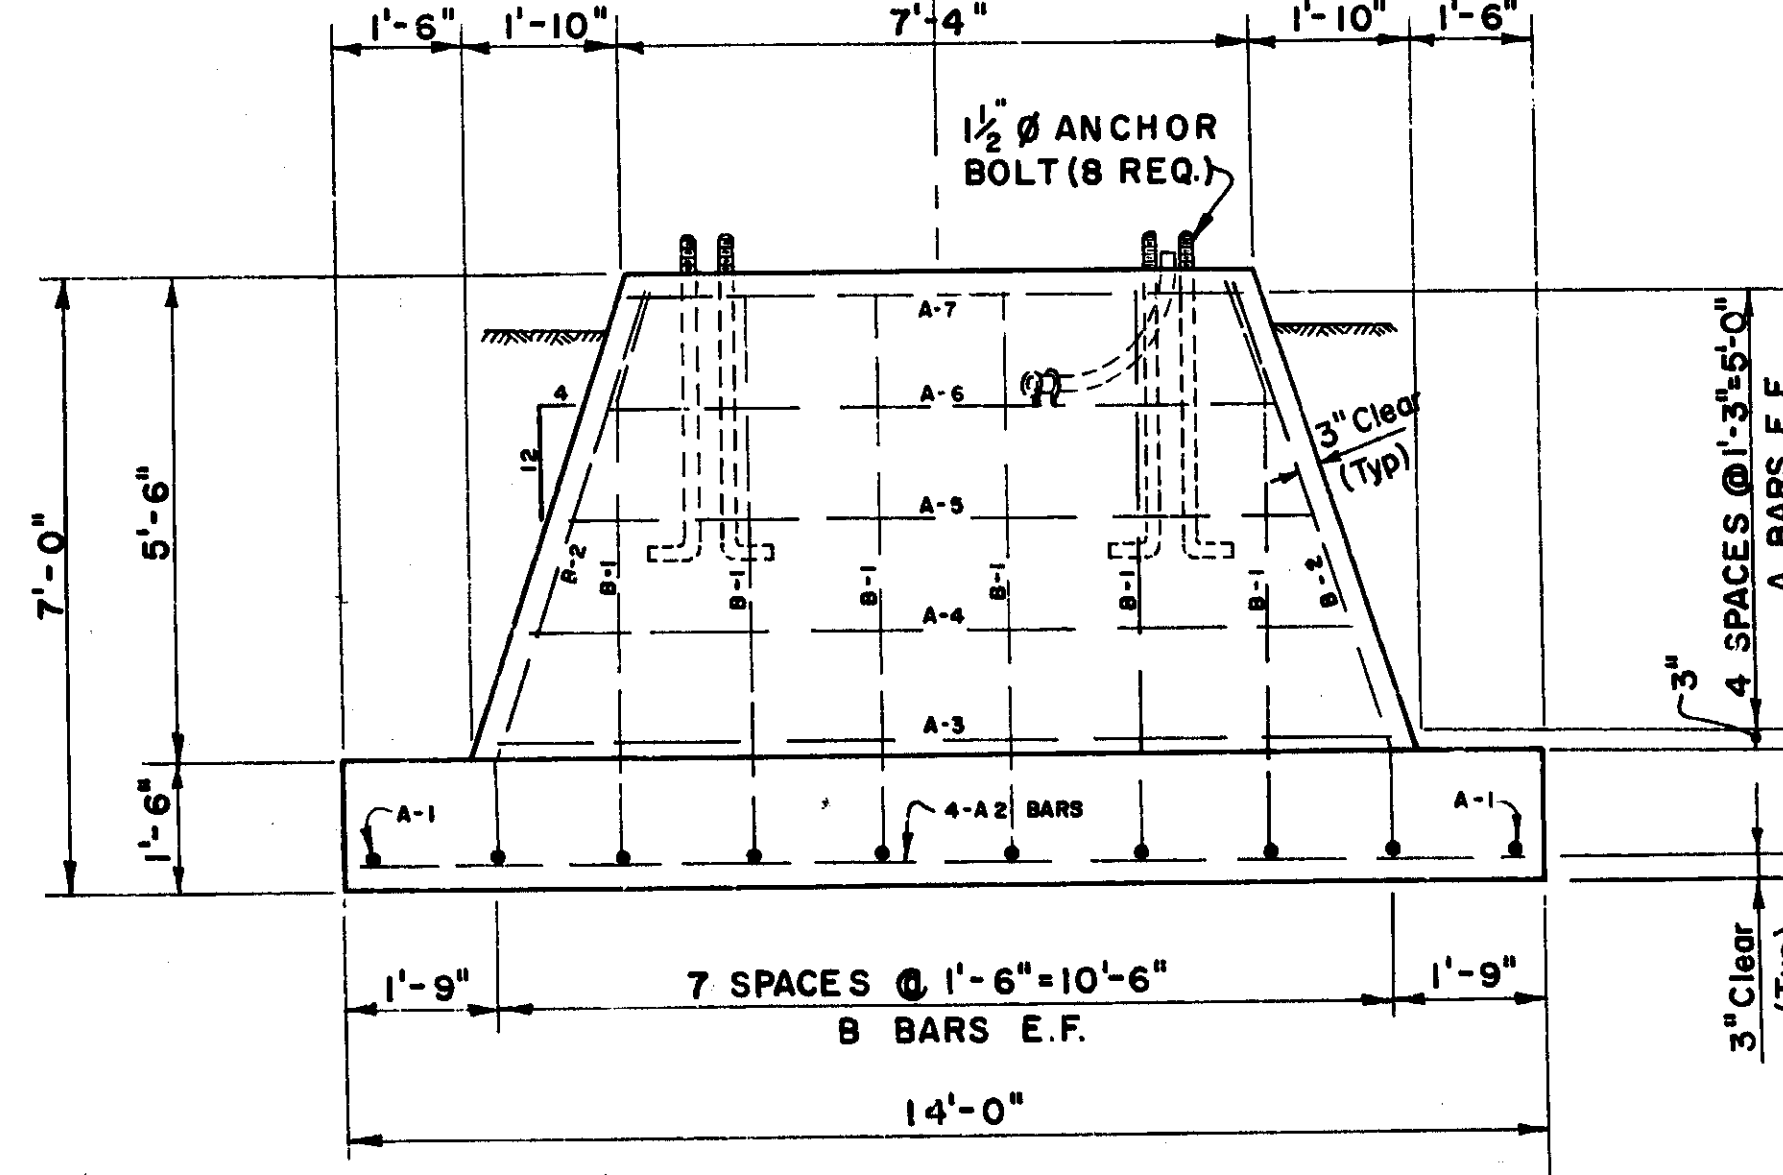 1'-6"
1'-10"
7'-4"
1'-10"
1'-6"
1½" Ø ANCHOR
BOLT (8 REQ.)
A-7
A-6
A-5
A-4
A-3
4
12
3" Clear
(Typ)
7'-0"
5'-6"
1'-6"
B-2
B-1
B-1
B-1
B-1
B-1
B-1
B-2
4 SPACES @ 1'-3"=5'-0"
A BARS E.F.
3"
A-1
4-A2 BARS
A-1
1'-9"
7 SPACES @ 1'-6"=10'-6"
1'-9"
B BARS E.F.
3" Clear
(Typ)
14'-0"